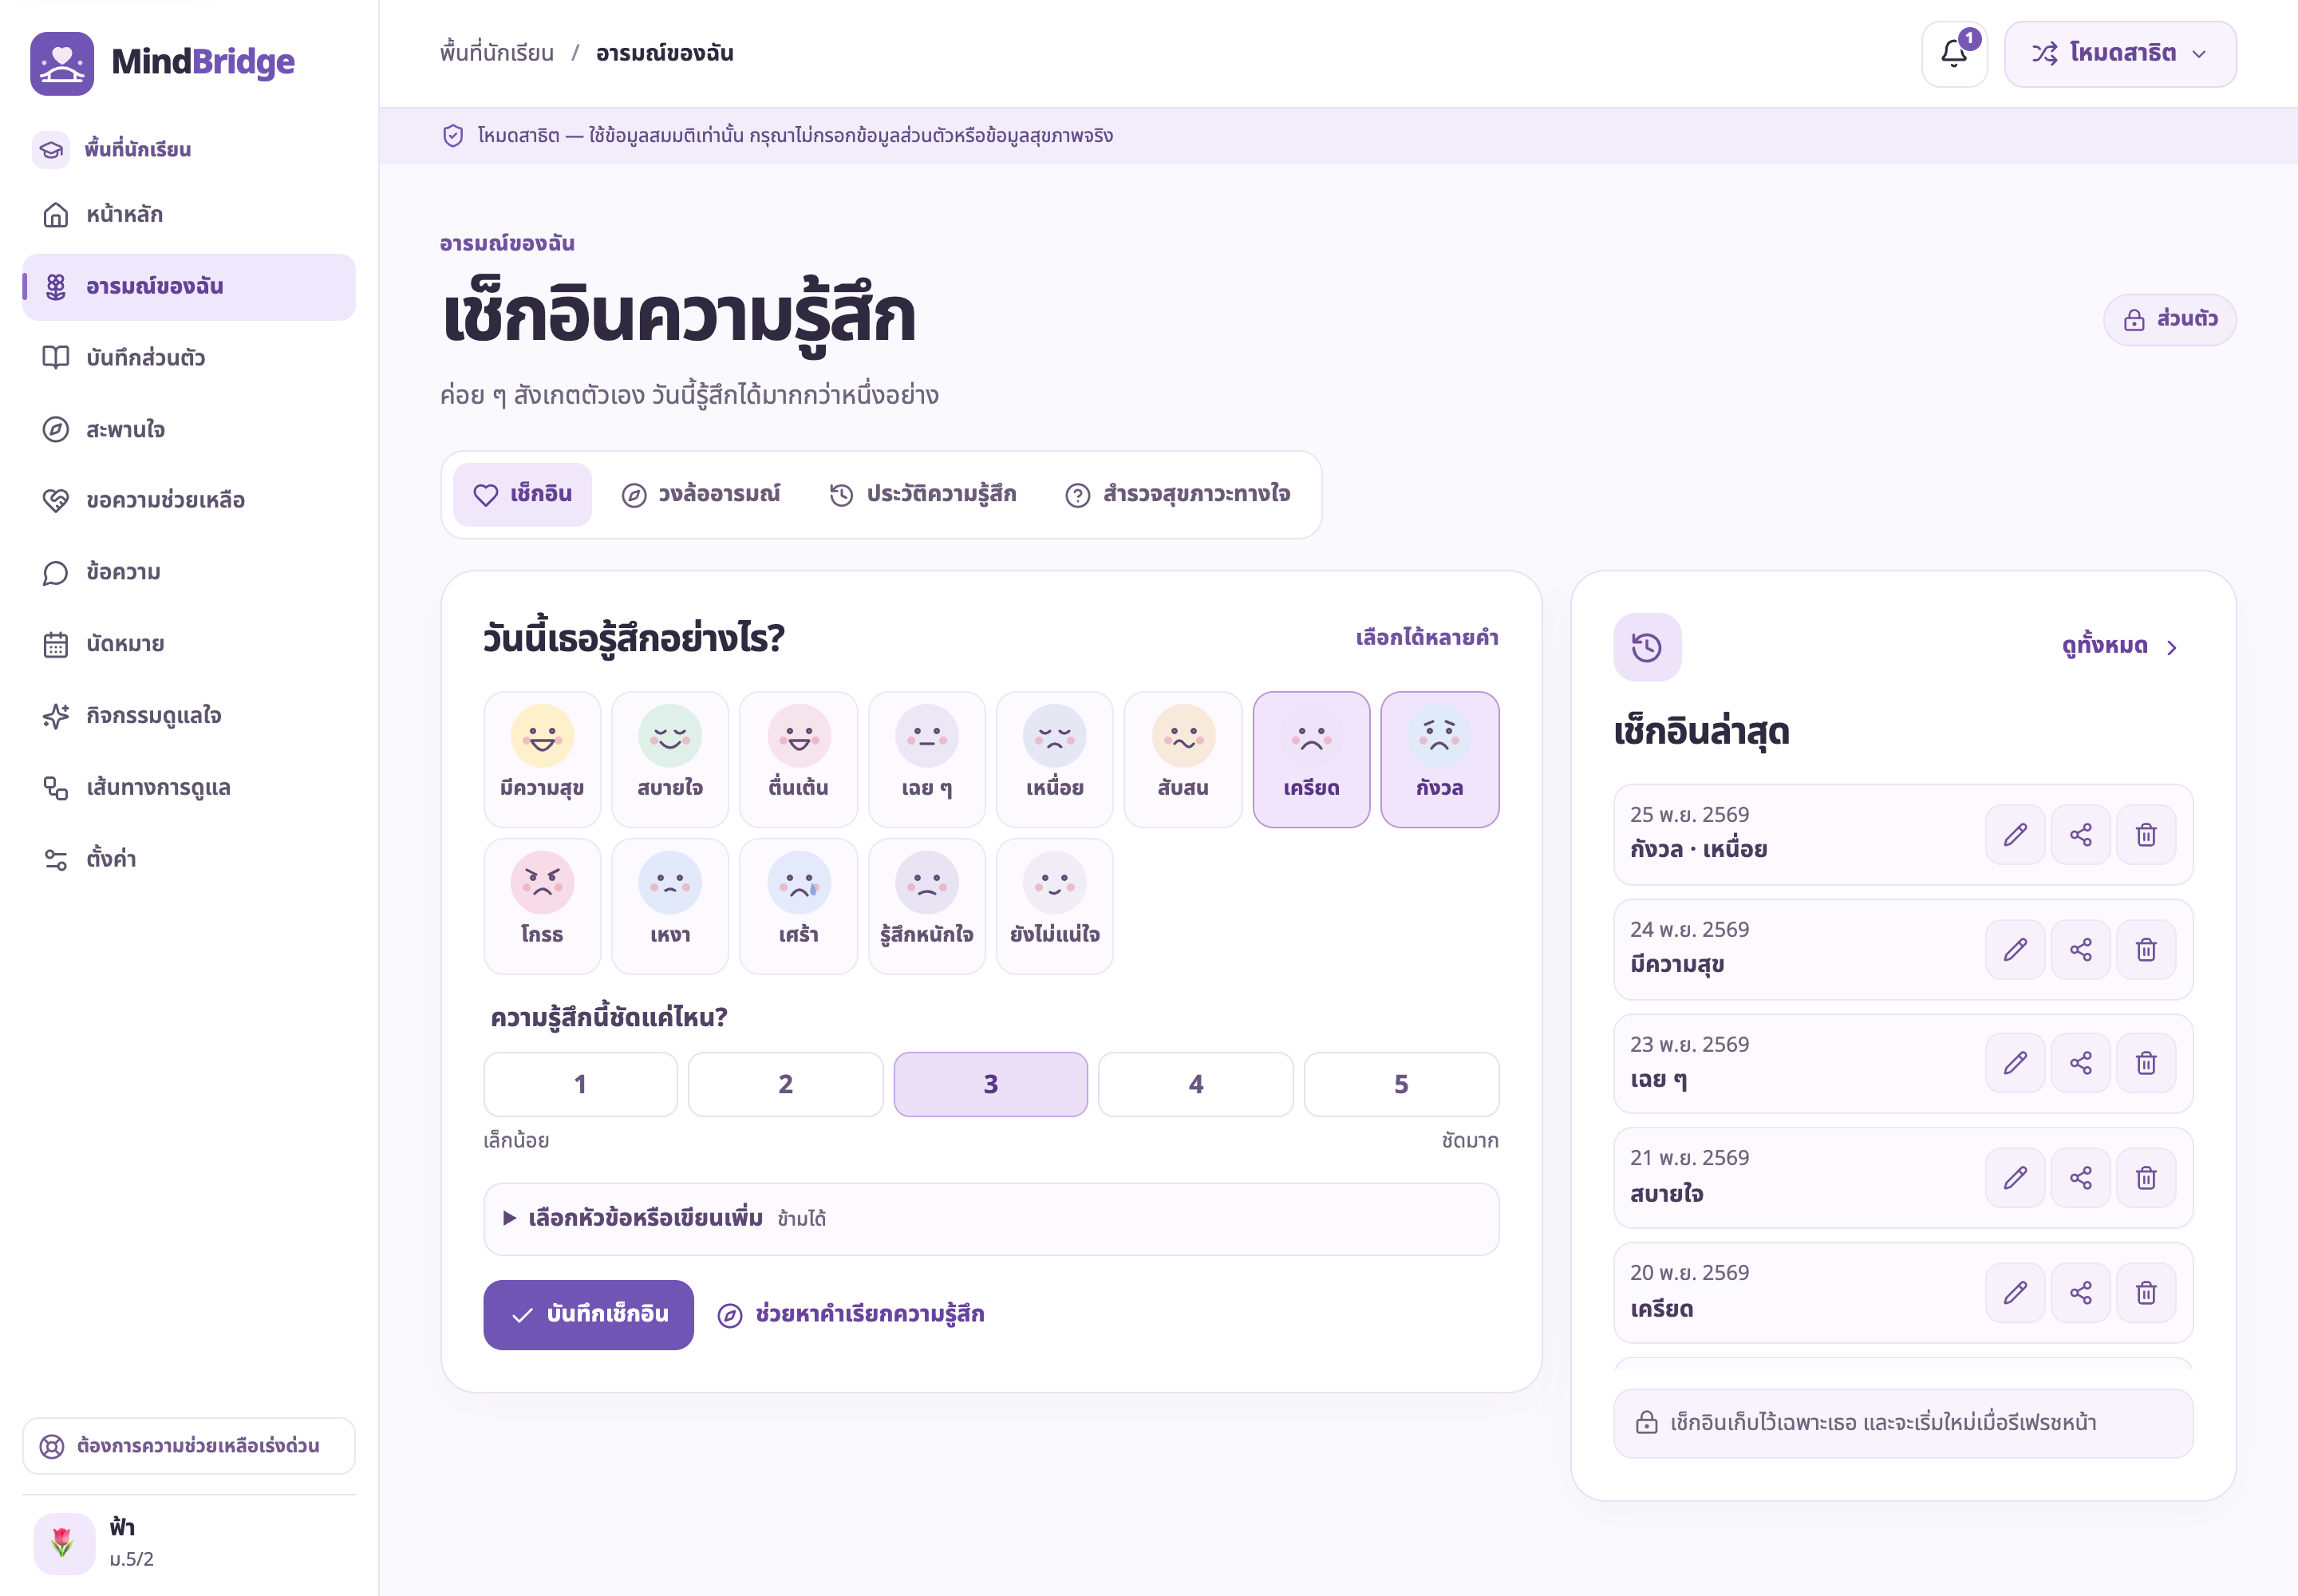 MindBridge
พื้นที่นักเรียน
หน้าหลัก
อารมณ์ของฉัน
บันทึกส่วนตัว
สะพานใจ
ขอความช่วยเหลือ
ข้อความ
นัดหมาย
กิจกรรมดูแลใจ
เส้นทางการดูแล
ตั้งค่า
ต้องการความช่วยเหลือเร่งด่วน
ฟ้า
ม.5/2
พื้นที่นักเรียน / อารมณ์ของฉัน
1
โหมดสาธิต
โหมดสาธิต — ใช้ข้อมูลสมมติเท่านั้น กรุณาไม่กรอกข้อมูลส่วนตัวหรือข้อมูลสุขภาพจริง
อารมณ์ของฉัน
เช็กอินความรู้สึก
ส่วนตัว
ค่อย ๆ สังเกตตัวเอง วันนี้รู้สึกได้มากกว่าหนึ่งอย่าง
เช็กอิน วงล้ออารมณ์ ประวัติความรู้สึก สำรวจสุขภาวะทางใจ
วันนี้เธอรู้สึกอย่างไร? เลือกได้หลายคำ
มีความสุข สบายใจ ตื่นเต้น เฉย ๆ เหนื่อย สับสน เครียด กังวล
โกรธ เหงา เศร้า รู้สึกหนักใจ ยังไม่แน่ใจ
ความรู้สึกนี้ชัดแค่ไหน?
1 2 3 4 5
เล็กน้อย ชัดมาก
เลือกหัวข้อหรือเขียนเพิ่ม ข้ามได้
บันทึกเช็กอิน ช่วยหาคำเรียกความรู้สึก
ดูทั้งหมด
เช็กอินล่าสุด
25 พ.ย. 2569
กังวล · เหนื่อย
24 พ.ย. 2569
มีความสุข
23 พ.ย. 2569
เฉย ๆ
21 พ.ย. 2569
สบายใจ
20 พ.ย. 2569
เครียด
เช็กอินเก็บไว้เฉพาะเธอ และจะเริ่มใหม่เมื่อรีเฟรชหน้า